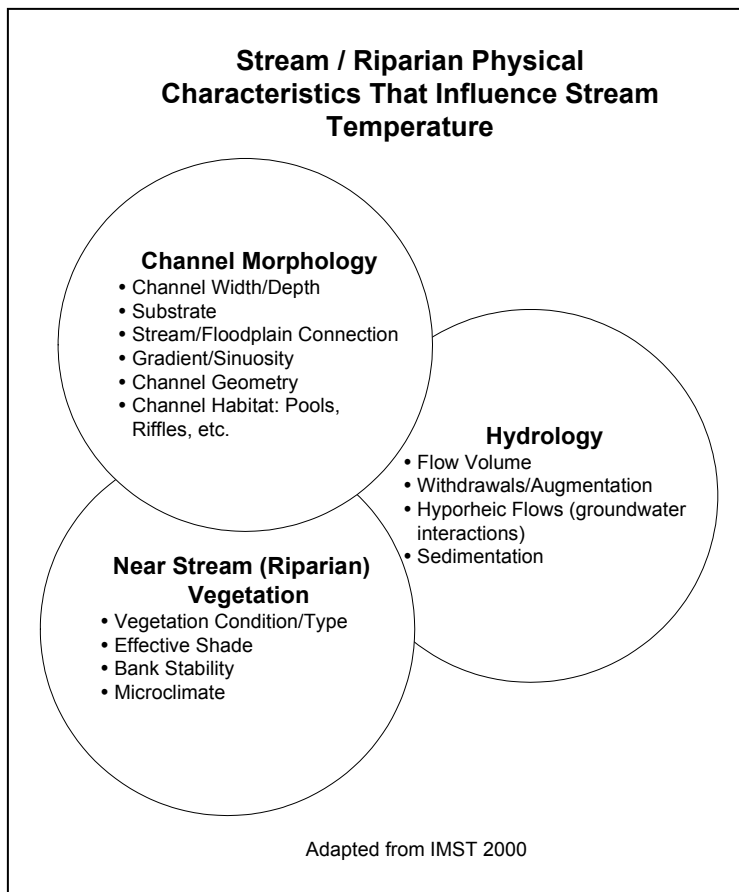 Stream / Riparian Physical
Characteristics That Influence Stream
Temperature
Channel Morphology
• Channel Width/Depth
• Substrate
• Stream/Floodplain Connection
• Gradient/Sinuosity
• Channel Geometry
• Channel Habitat: Pools,
Riffles, etc.
Hydrology
• Flow Volume
• Withdrawals/Augmentation
• Hyporheic Flows (groundwater
interactions)
• Sedimentation
Near Stream (Riparian)
Vegetation
• Vegetation Condition/Type
• Effective Shade
• Bank Stability
• Microclimate
Adapted from IMST 2000